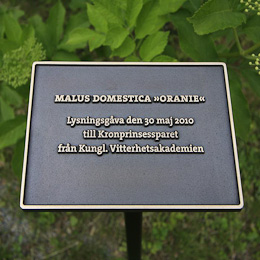 MALUS DOMESTICA »ORANIE«
Lysningsgåva den 30 maj 2010
till Kronprinsessparet
från Kungl. Vitterhetsakademien